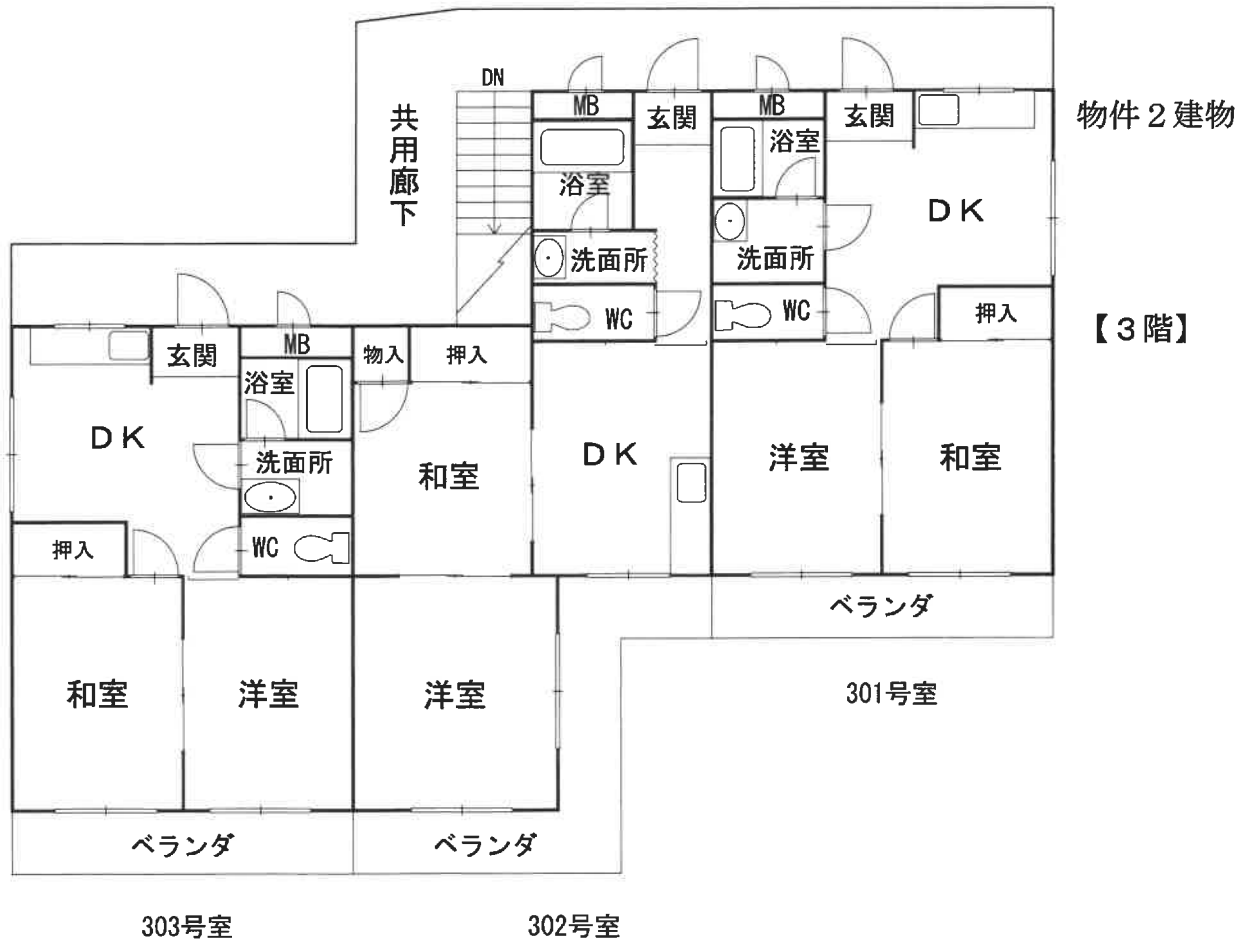 DN
MB
玄関
MB
玄関
物件2建物
共用廊下
浴室
浴室
DK
洗面所
洗面所
WC
WC
押入
【3階】
玄関
MB
物入
押入
浴室
DK
洗面所
和室
DK
洋室
和室
押入
WC
ベランダ
和室
洋室
洋室
301号室
ベランダ
ベランダ
303号室
302号室